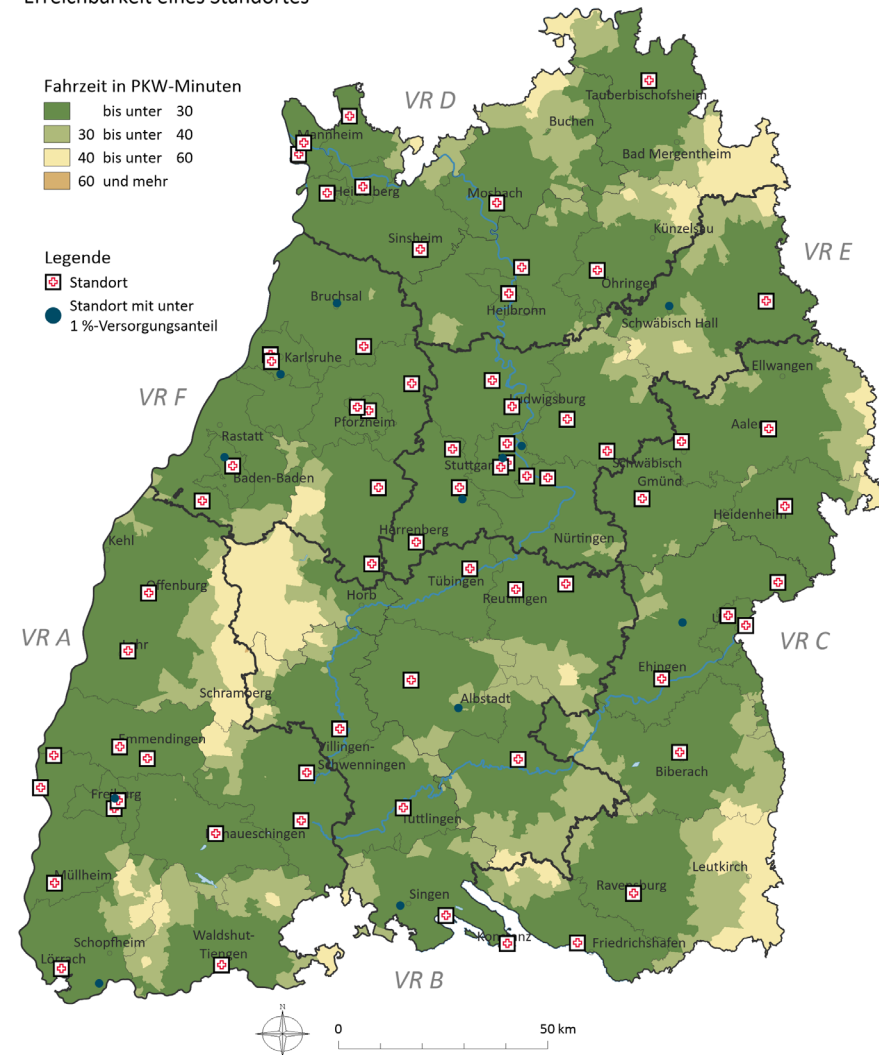 Erreichbarkeit eines Standortes
Fahrzeit in PKW-Minuten
bis unter 30
30 bis unter 40
40 bis unter 60
60 und mehr
Legende
Standort
Standort mit unter
1 %-Versorgungsanteil
VR D
Tauberbischofsheim
Buchen
Mannheim
Bad Mergentheim
Heidelberg
Mosbach
Künzelsau
Sinsheim
VR E
Öhringen
Bruchsal
Heilbronn
Schwäbisch Hall
Karlsruhe
Ellwangen
VR F
Ludwigsburg
Pforzheim
Aalen
Rastatt
Stuttgart
Schwäbisch
Gmünd
Baden-Baden
Heidenheim
Herrenberg
Nürtingen
Kehl
Tübingen
Offenburg
Horb
Reutlingen
VR A
Lahr
VR C
Ehingen
Schramberg
Albstadt
Emmendingen
Villingen-
Schwenningen
Biberach
Freiburg
Tuttlingen
Donaueschingen
Leutkirch
Müllheim
Ravensburg
Singen
Waldshut-
Tiengen
Schopfheim
Konstanz
Friedrichshafen
Lörrach
VR B
N
0 50 km